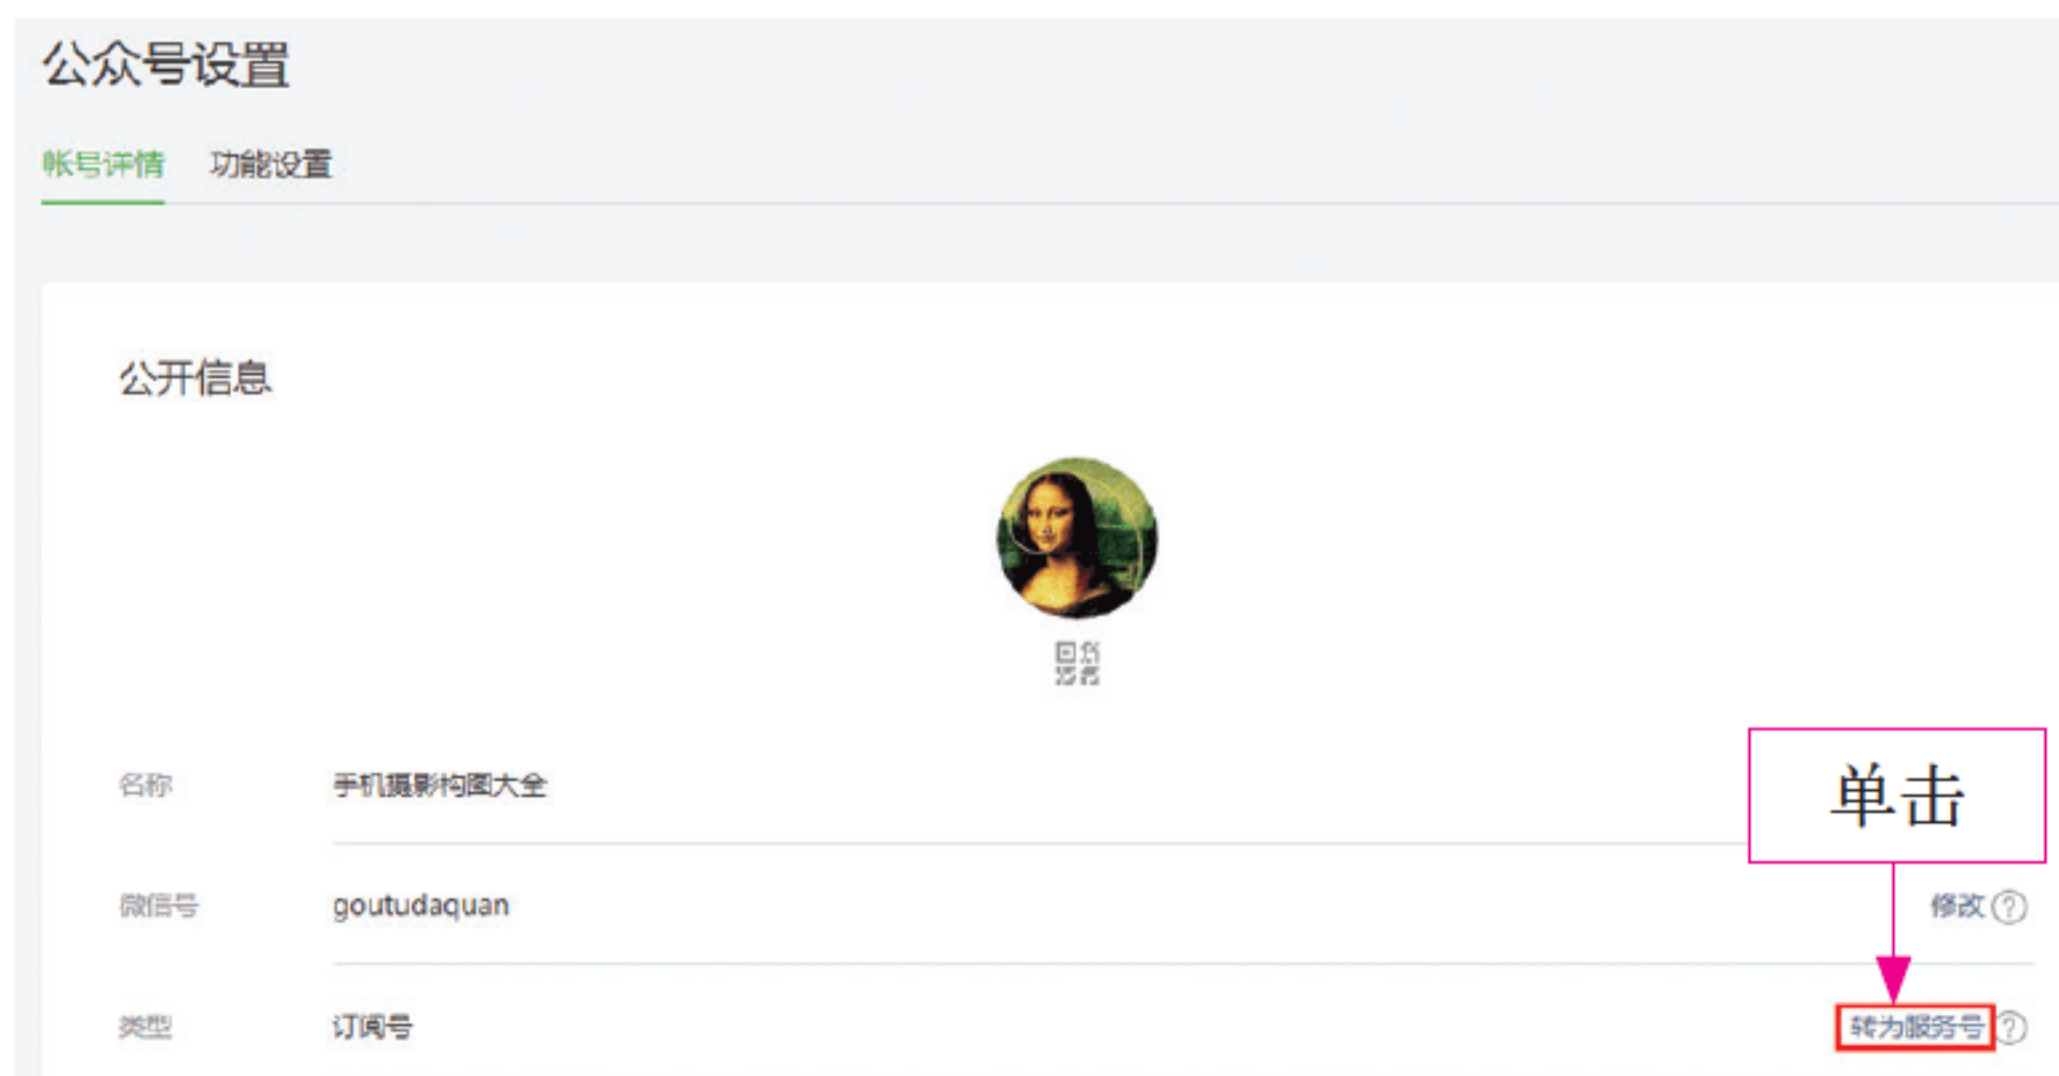 公众号设置
帐号详情 功能设置
公开信息
名称 手机摄影构图大全
单击
微信号 goutudaquan 修改 ?
类型 订阅号 转为服务号 ?